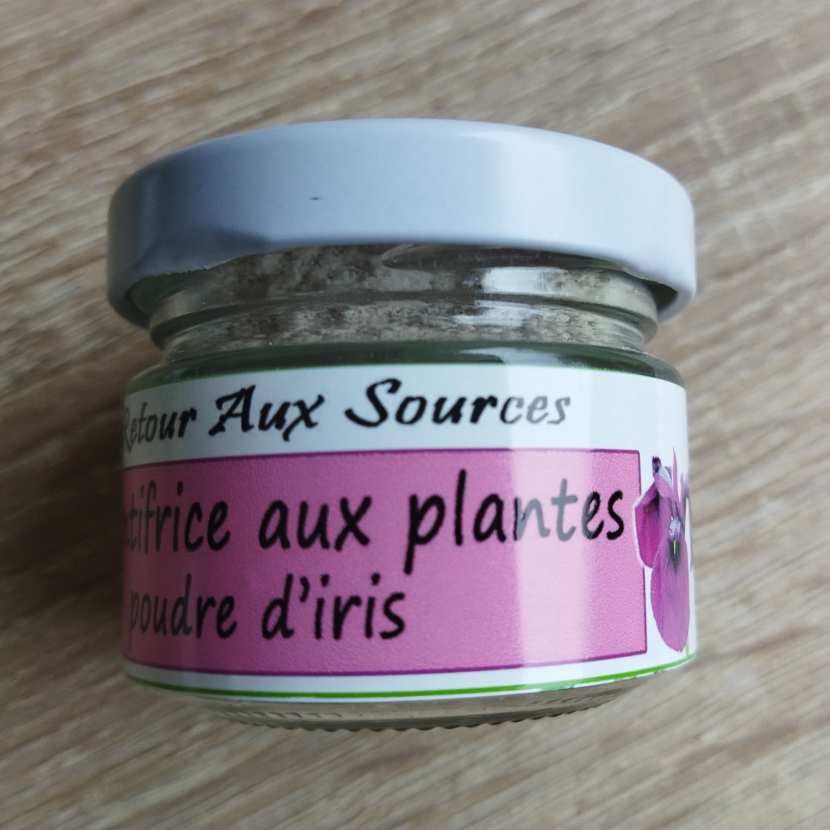 Retour Aux Sources
tifrice aux plantes
poudre d'iris